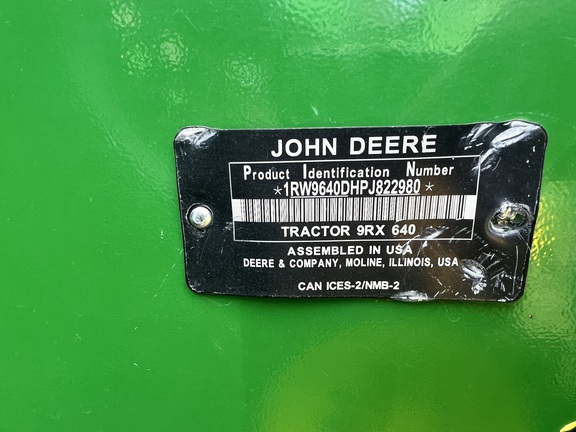 JOHN DEERE
Product Identification Number
*1RW9640DHPJ822980*
TRACTOR 9RX 640
ASSEMBLED IN USA
DEERE & COMPANY, MOLINE, ILLINOIS, USA
CAN ICES-2/NMB-2